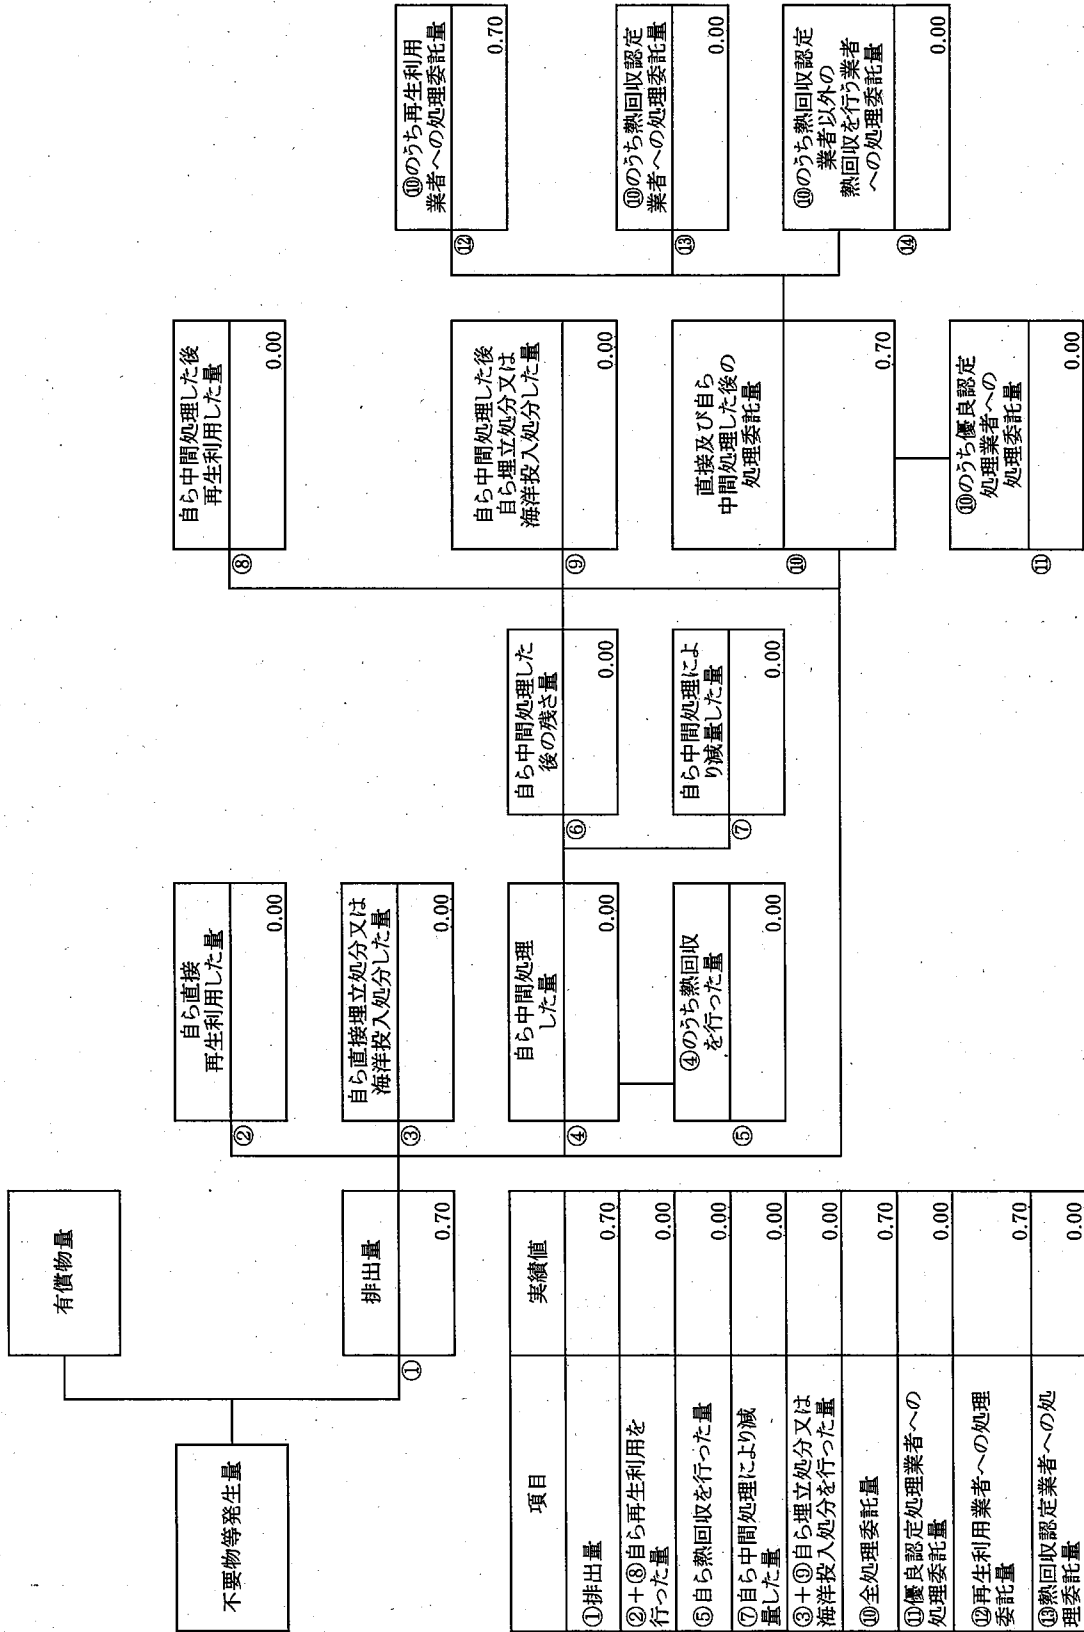 不要物等発生量
有償物量
排出量
①
0.70
自ら直接
再生利用した量
②
0.00
自ら直接埋立処分又は
海洋投入処分した量
③
0.00
自ら中間処理
した量
④
0.00
④のうち熱回収
を行った量
⑤
0.00
自ら中間処理した
後の残さ量
⑥
0.00
自ら中間処理によ
り減量した量
⑦
0.00
自ら中間処理した後
再生利用した量
⑧
0.00
自ら中間処理した後
自ら埋立処分又は
海洋投入処分した量
⑨
0.00
直接及び自ら
中間処理した後の
処理委託量
⑩
0.70
⑩のうち優良認定
処理業者への
処理委託量
⑪
0.00
⑩のうち再生利用
業者への処理委託量
⑫
0.70
⑩のうち熱回収認定
業者への処理委託量
⑬
0.00
⑩のうち熱回収認定
業者以外の
熱回収を行う業者
への処理委託量
⑭
0.00
項目 実績値
①排出量 0.70
②+⑧自ら再生利用を
行った量 0.00
⑤自ら熱回収を行った量 0.00
⑦自ら中間処理により減
量した量 0.00
③+⑨自ら埋立処分又は
海洋投入処分を行った量 0.00
⑩全処理委託量 0.70
⑪優良認定処理業者への
処理委託量 0.00
⑫再生利用業者への処理
委託量 0.70
⑬熱回収認定業者への処
理委託量 0.00